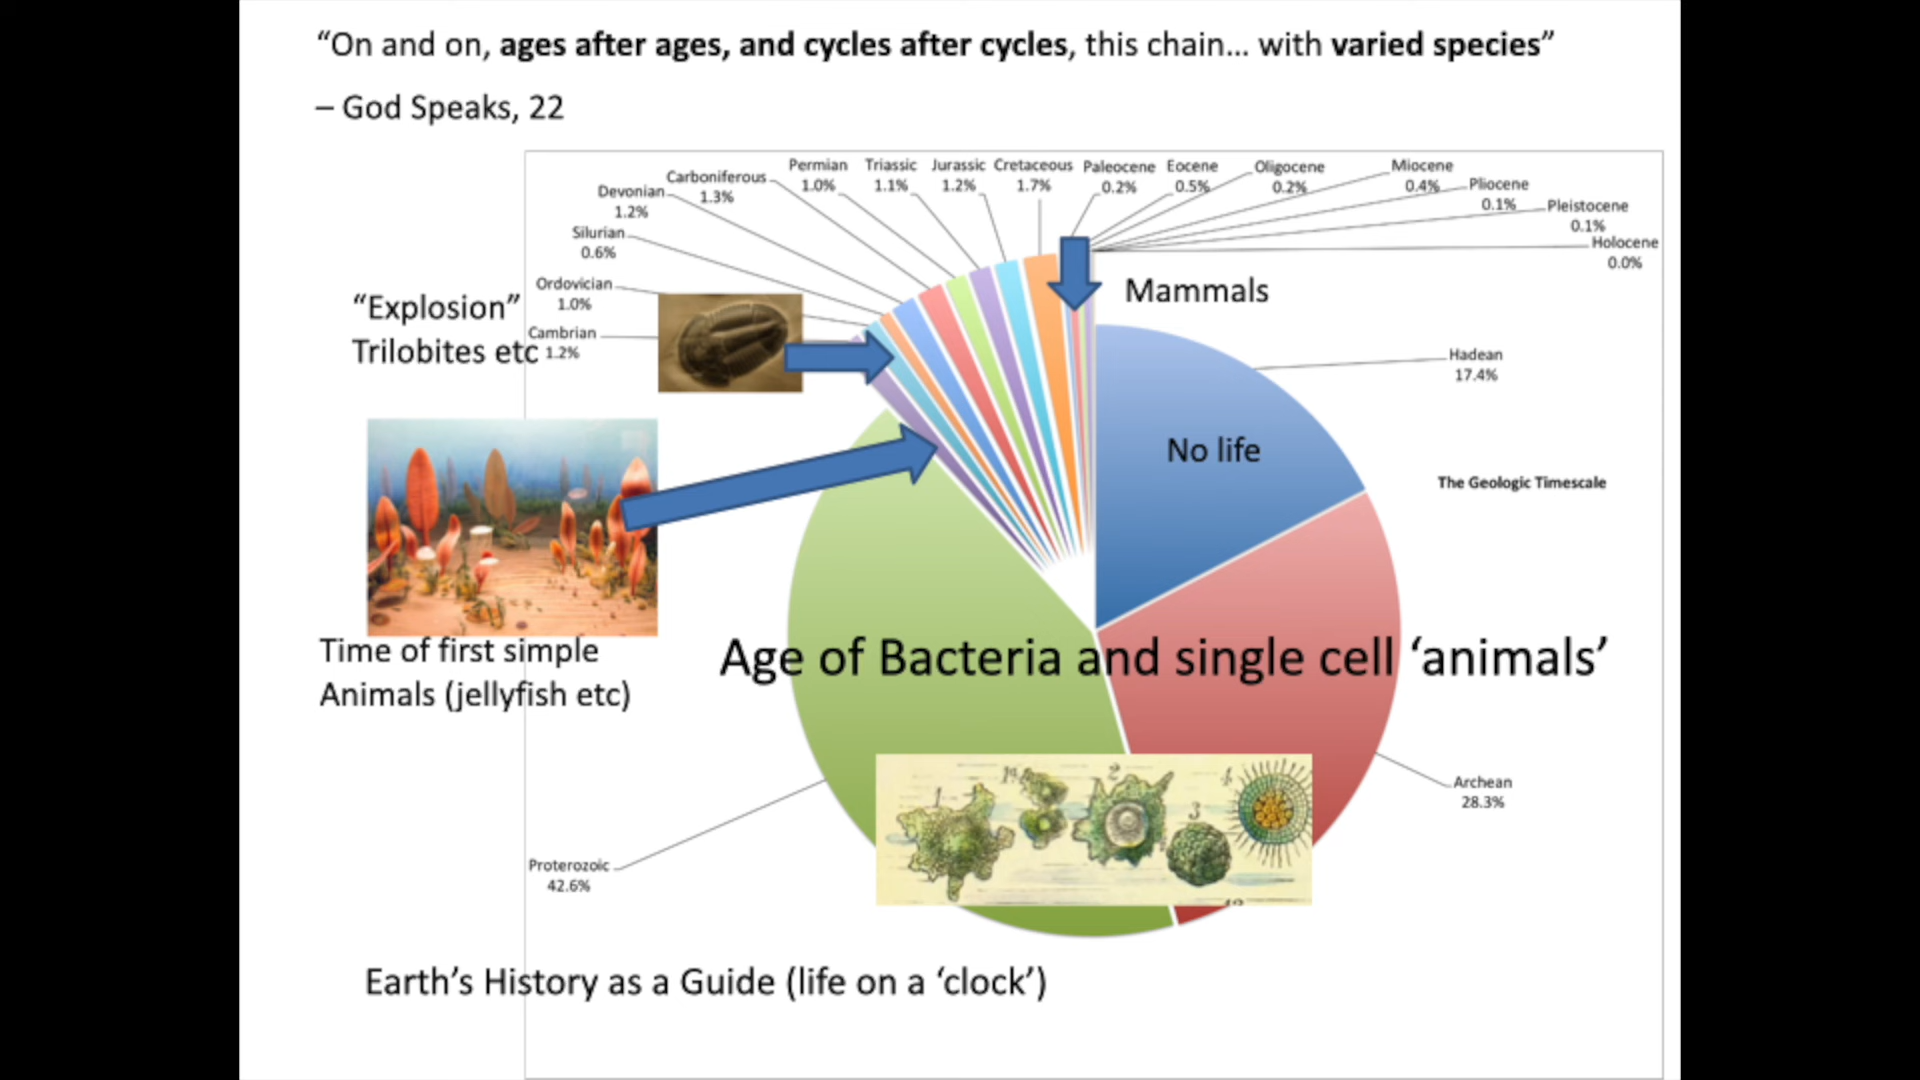 “On and on, ages after ages, and cycles after cycles, this chain... with varied species”
– God Speaks, 22
Permian
1.0%
Triassic
1.1%
Jurassic
1.2%
Cretaceous
1.7%
Paleocene
0.2%
Eocene
0.5%
Oligocene
0.2%
Miocene
0.4%
Pliocene
0.1%
Pleistocene
0.1%
Holocene
0.0%
Carboniferous
1.3%
Devonian
1.2%
Silurian
0.6%
Ordovician
1.0%
Cambrian
1.2%
“Explosion”
Trilobites etc
Mammals
Hadean
17.4%
No life
The Geologic Timescale
Time of first simple
Animals (jellyfish etc)
Age of Bacteria and single cell ‘animals’
Archean
28.3%
1
1a
2
3
4
Proterozoic
42.6%
Earth’s History as a Guide (life on a ‘clock’)